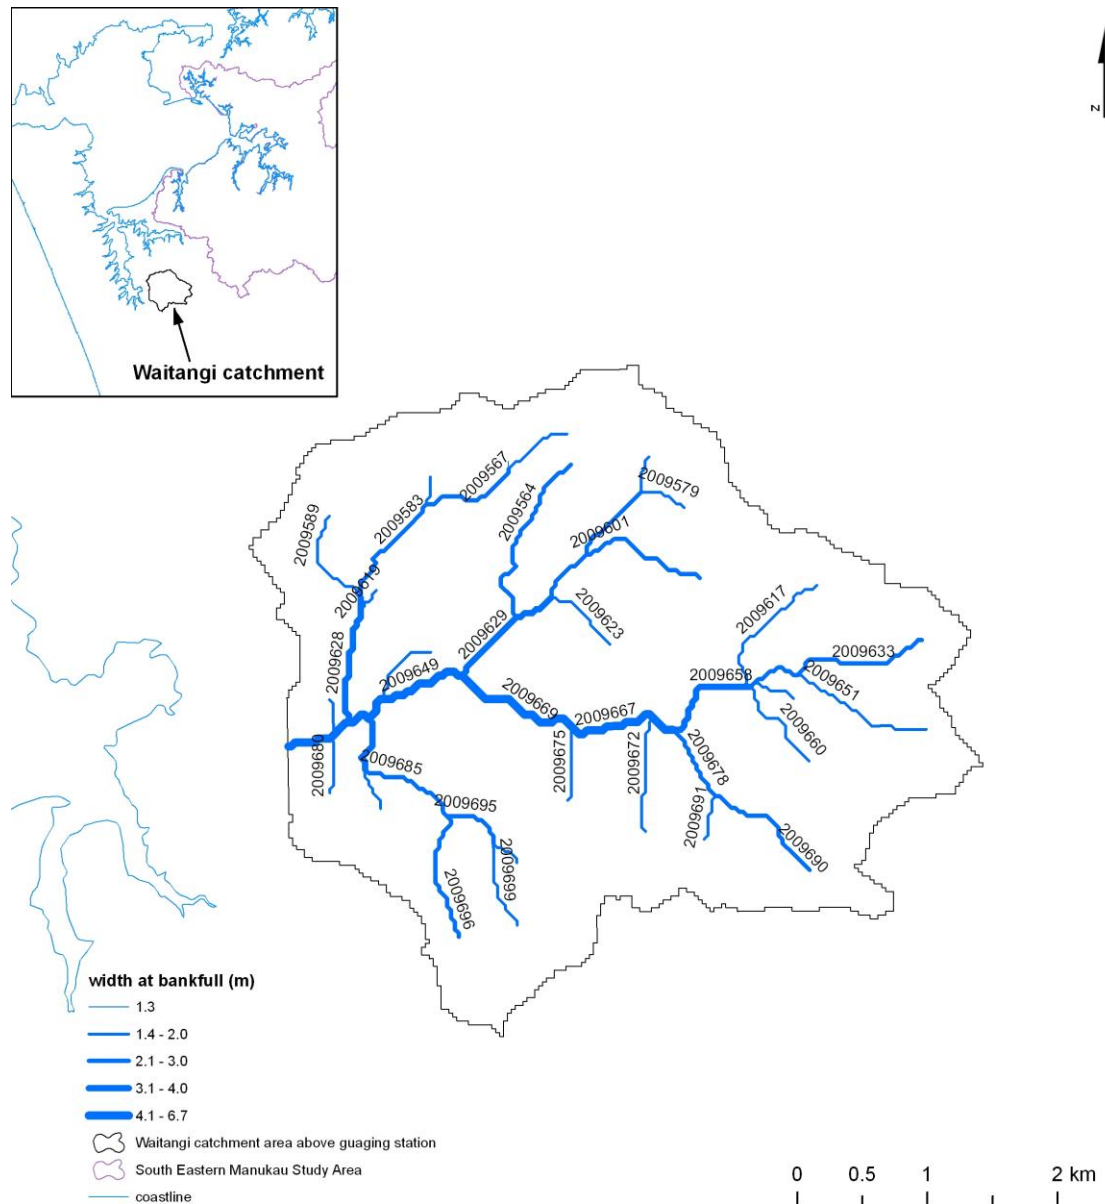 Waitangi catchment
z
2009567
2009564
2009579
2009583
2009589
2009601
2009619
2009623
2009617
2009629
2009628
2009633
2009649
2009658
2009651
2009669
2009667
2009660
2009675
2009672
2009678
2009680
2009685
2009695
2009691
2009690
2009699
2009696
width at bankfull (m)
1.3
1.4 - 2.0
2.1 - 3.0
3.1 - 4.0
4.1 - 6.7
Waitangi catchment area above guaging station
South Eastern Manukau Study Area
coastline
0 0.5 1 2 km